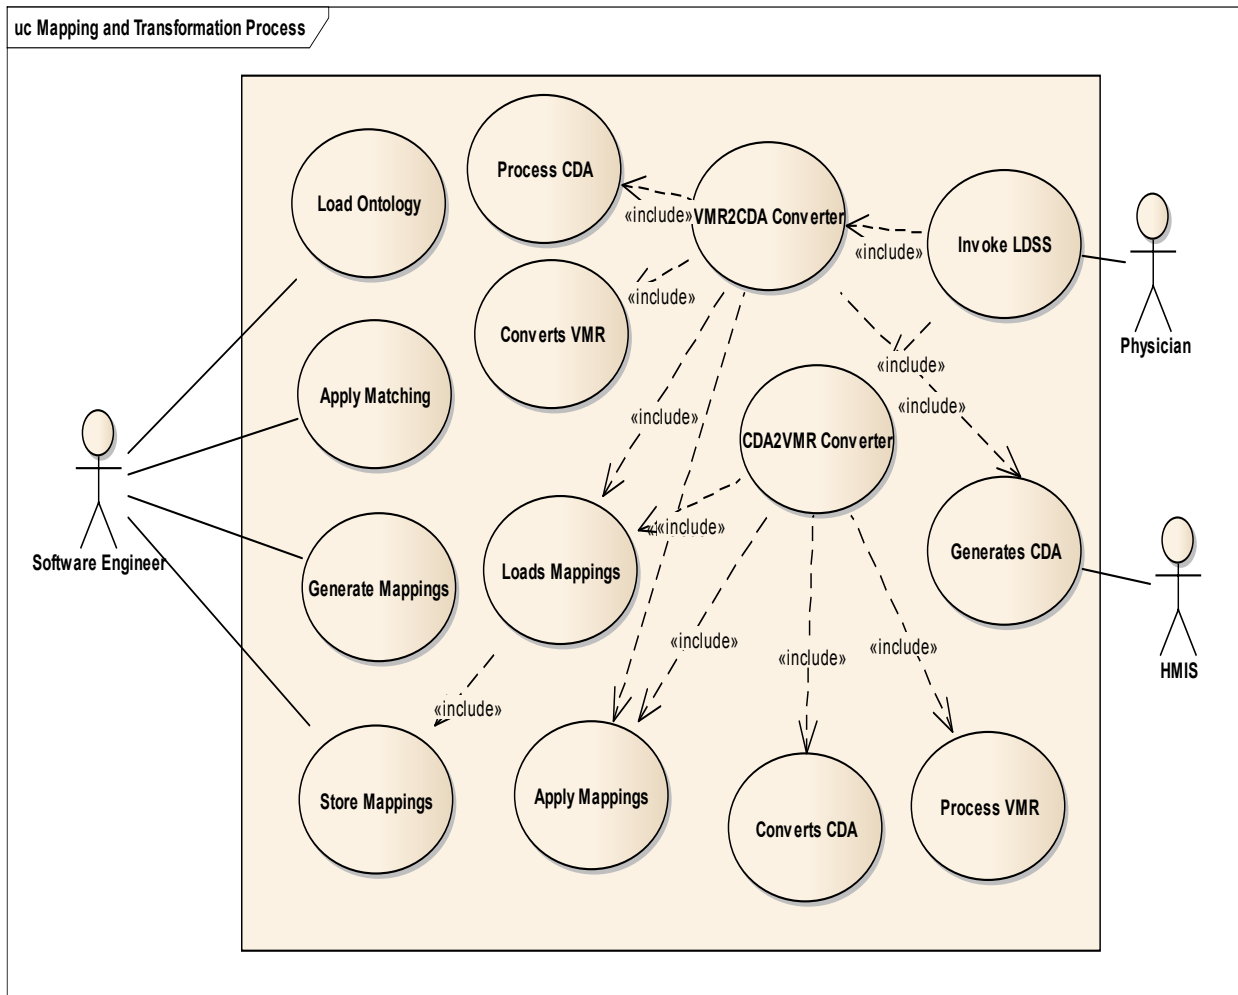 uc Mapping and Transformation Process
Process CDA
Load Ontology
VMR2CDA Converter
«include»
Invoke LDSS
«include»
«include»
Converts VMR
Physician
«include»
Apply Matching
«include»
«include»
CDA2VMR Converter
«include»
Software Engineer
Generate Mappings
Loads Mappings
Generates CDA
«include»
«include»
«include»
HMIS
«include»
Store Mappings
Apply Mappings
Converts CDA
Process VMR